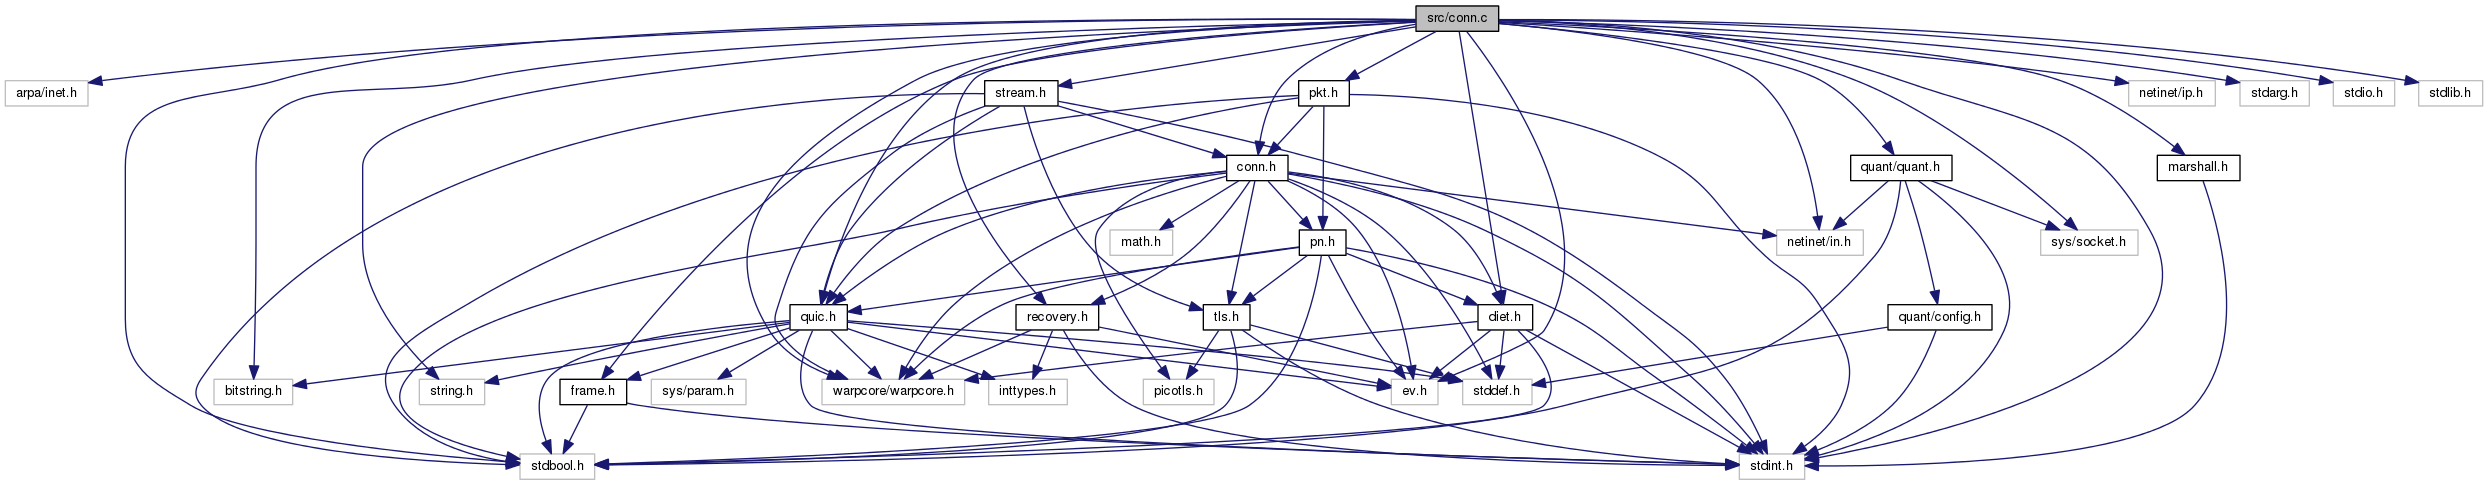 src/conn.c
arpa/inet.h
stream.h
pkt.h
netinet/ip.h
stdarg.h
stdio.h
stdlib.h
conn.h
quant/quant.h
marshall.h
math.h
pn.h
netinet/in.h
sys/socket.h
quic.h
recovery.h
tls.h
diet.h
quant/config.h
bitstring.h
string.h
frame.h
sys/param.h
warpcore/warpcore.h
inttypes.h
picotls.h
ev.h
stddef.h
stdbool.h
stdint.h